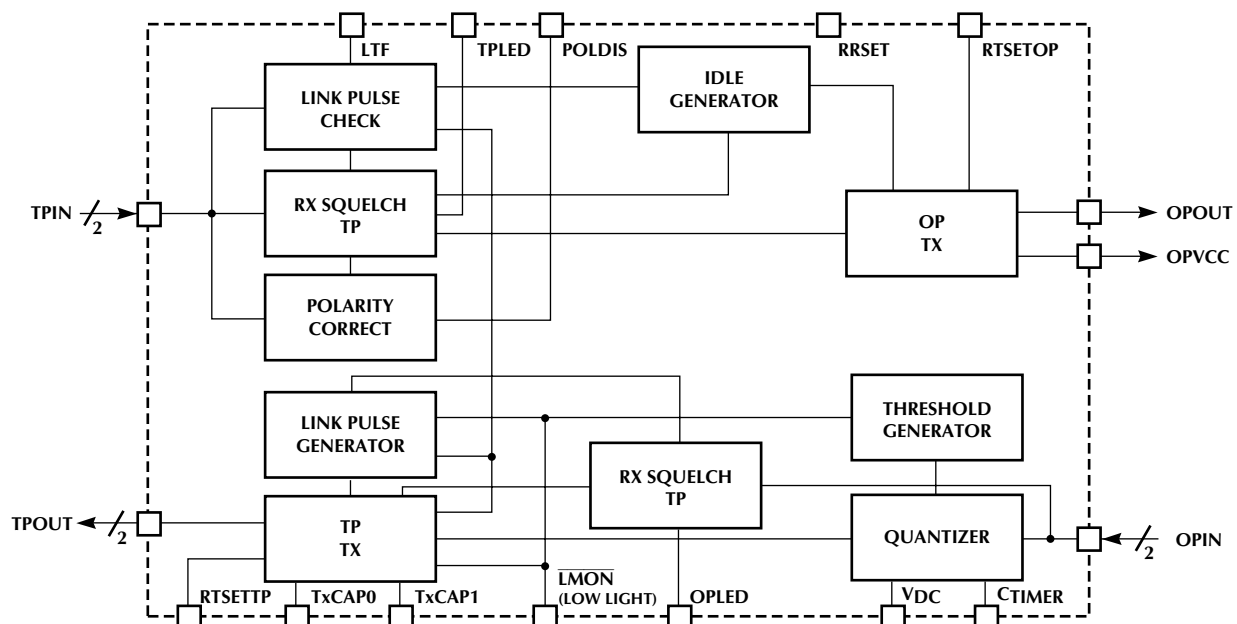 LTF
TPLED
POLDIS
RRSET
RTSETOP
LINK PULSE
CHECK
IDLE
GENERATOR
TPIN
2
RX SQUELCH
TP
OP
TX
OPOUT
OPVCC
POLARITY
CORRECT
LINK PULSE
GENERATOR
THRESHOLD
GENERATOR
RX SQUELCH
TP
TPOUT
2
TP
TX
QUANTIZER
2
OPIN
RTSETTP
TxCAP0
TxCAP1
LMON
(LOW LIGHT)
OPLED
VDC
CTIMER